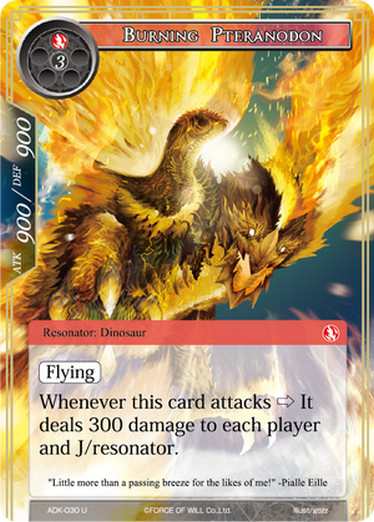 Burning Pteranodon
3
ATK 900 / DEF 900
Resonator: Dinosaur
Flying
Whenever this card attacks ⇨ It
deals 300 damage to each player
and J/resonator.
"Little more than a passing breeze for the likes of me!" -Pialle Eille
ADK-030 U ©FORCE OF WILL Co.,Ltd. Illust/